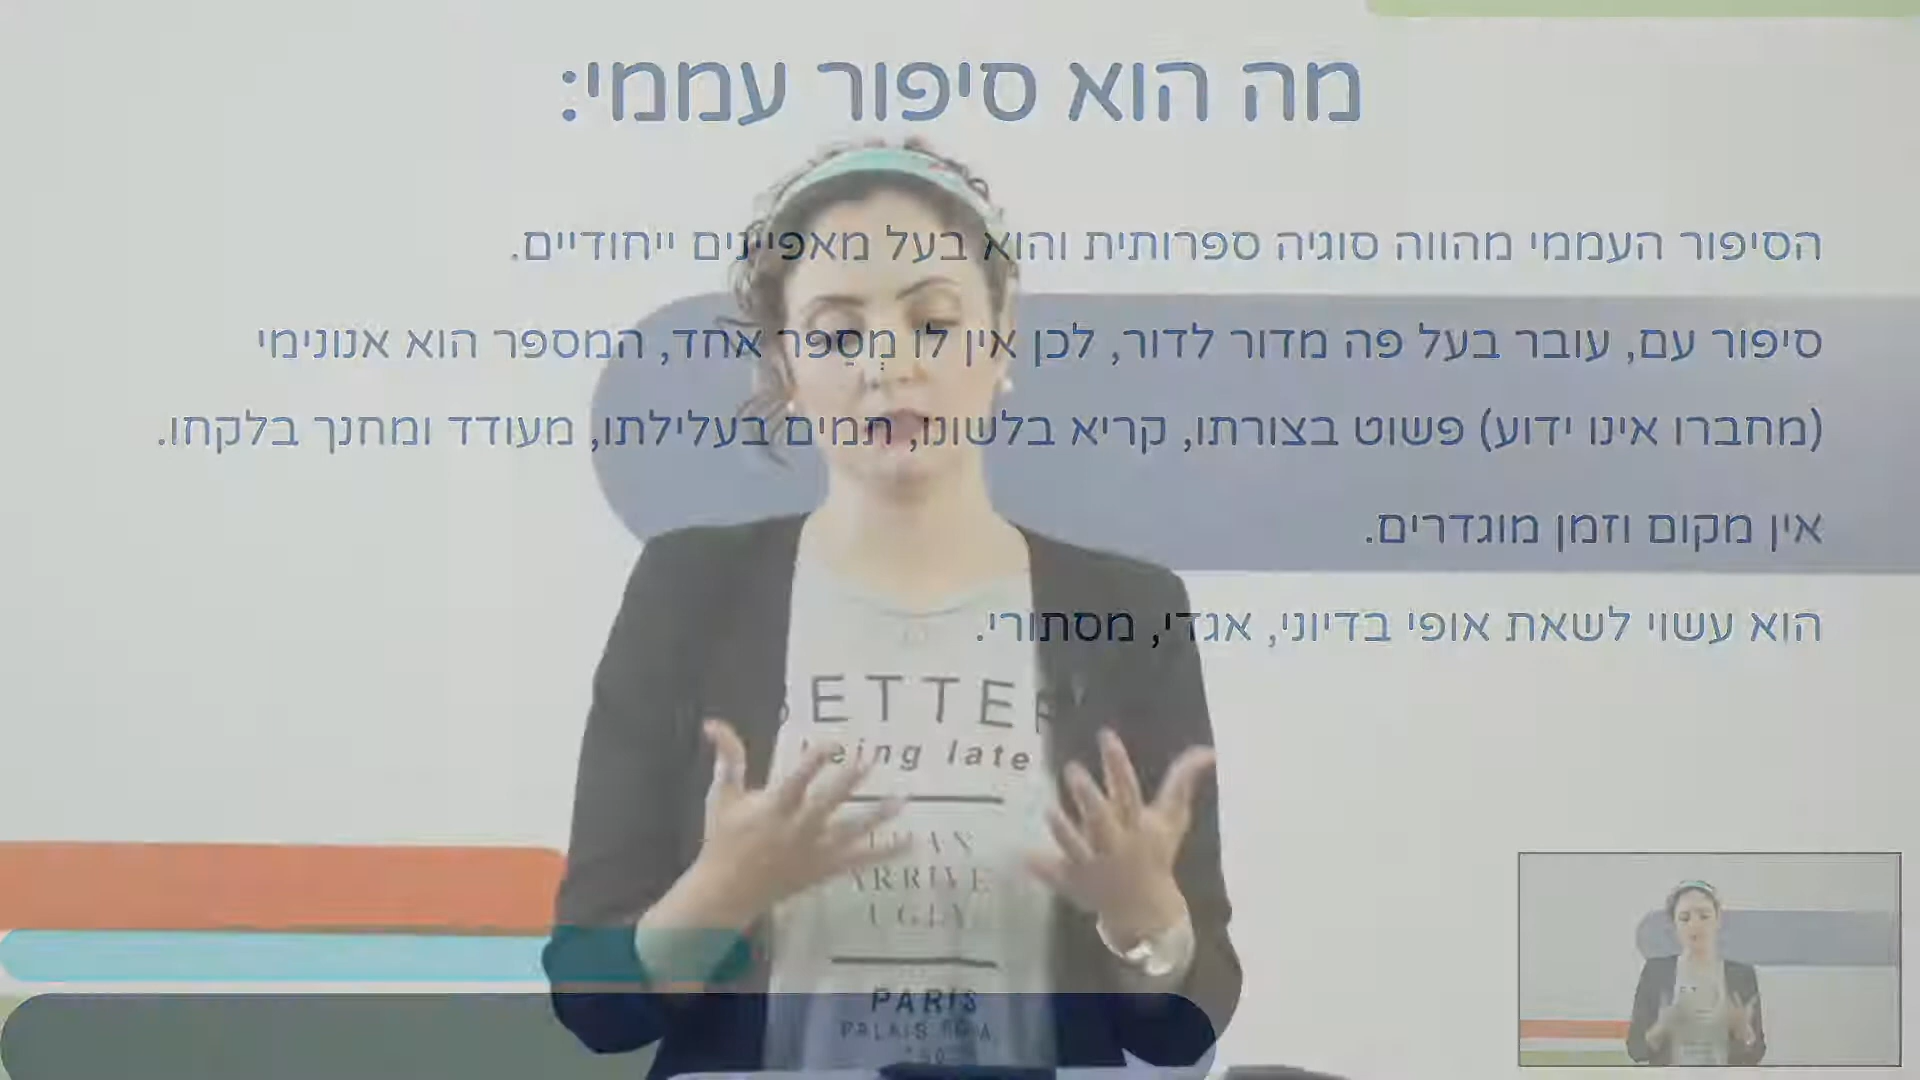 מה הוא סיפור עממי:
הסיפור העממי מהווה סוגיה ספרותית והוא בעל מאפיינים ייחודיים.
סיפור עם, עובר בעל פה מדור לדור, לכן אין לו מְסַפּר אחד, המספר הוא אנונימי
(מחברו אינו ידוע) פשוט בצורתו, קריא בלשונו, תמים בעלילתו, מעודד ומחנך בלקחו.
אין מקום וזמן מוגדרים.
הוא עשוי לשאת אופי בדיוני, אגדי, מסתורי.
BETTER
being late
THAN
ARRIVE
UGLY
PARIS
PALAIS